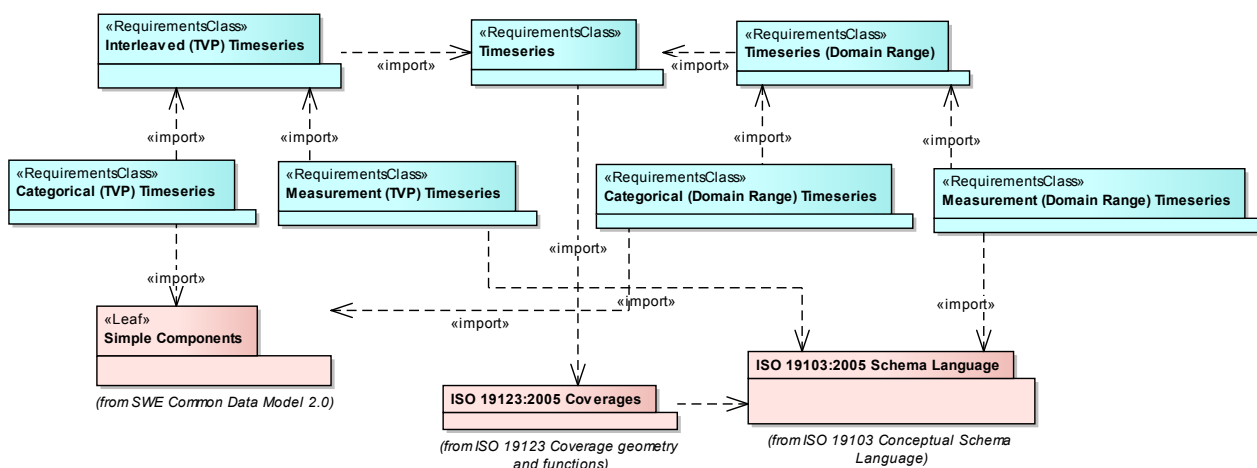 «RequirementsClass»
Interleaved (TVP) Timeseries
«RequirementsClass»
Timeseries
«RequirementsClass»
Timeseries (Domain Range)
«import»
«import»
«import»
«import»
«import»
«import»
«RequirementsClass»
Categorical (TVP) Timeseries
«RequirementsClass»
Measurement (TVP) Timeseries
«RequirementsClass»
Categorical (Domain Range) Timeseries
«RequirementsClass»
Measurement (Domain Range) Timeseries
«import»
«import»
«import»
«import»
«import»
«Leaf»
Simple Components
(from SWE Common Data Model 2.0)
ISO 19123:2005 Coverages
(from ISO 19123 Coverage geometry
and functions)
ISO 19103:2005 Schema Language
(from ISO 19103 Conceptual Schema
Language)